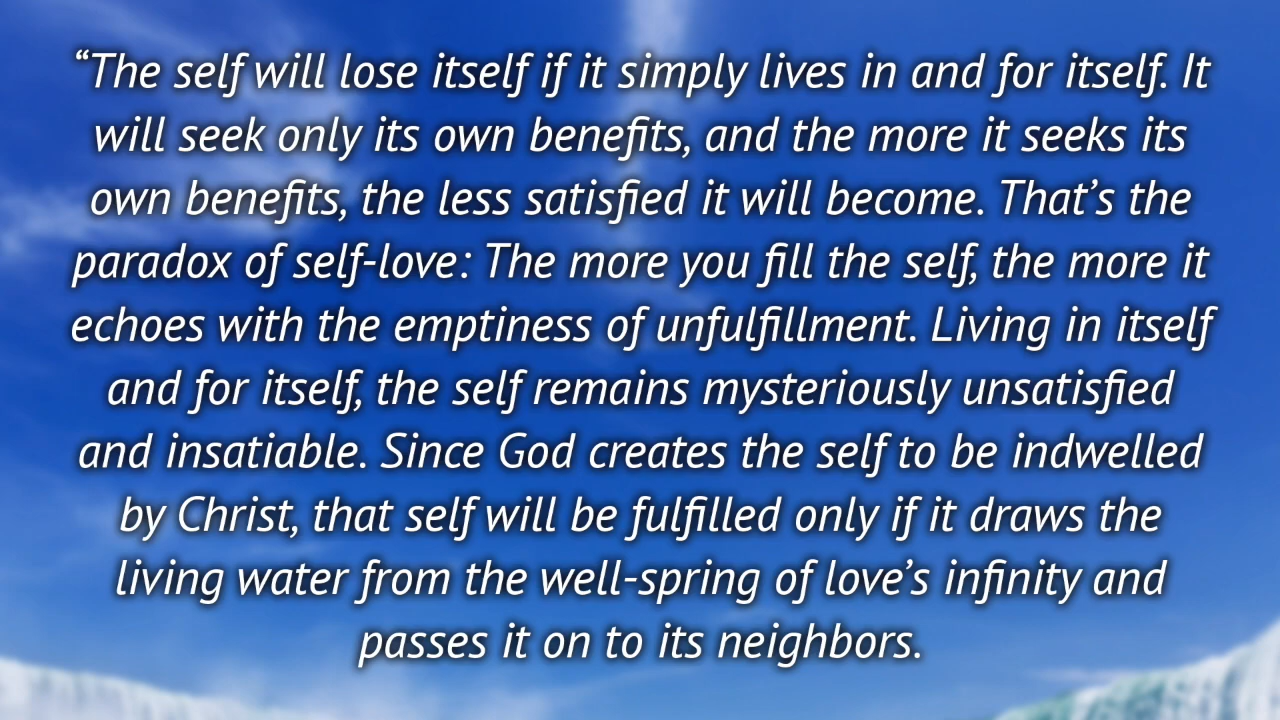 “The self will lose itself if it simply lives in and for itself. It
will seek only its own benefits, and the more it seeks its
own benefits, the less satisfied it will become. That’s the
paradox of self-love: The more you fill the self, the more it
echoes with the emptiness of unfulfillment. Living in itself
and for itself, the self remains mysteriously unsatisfied
and insatiable. Since God creates the self to be indwelled
by Christ, that self will be fulfilled only if it draws the
living water from the well-spring of love’s infinity and
passes it on to its neighbors.